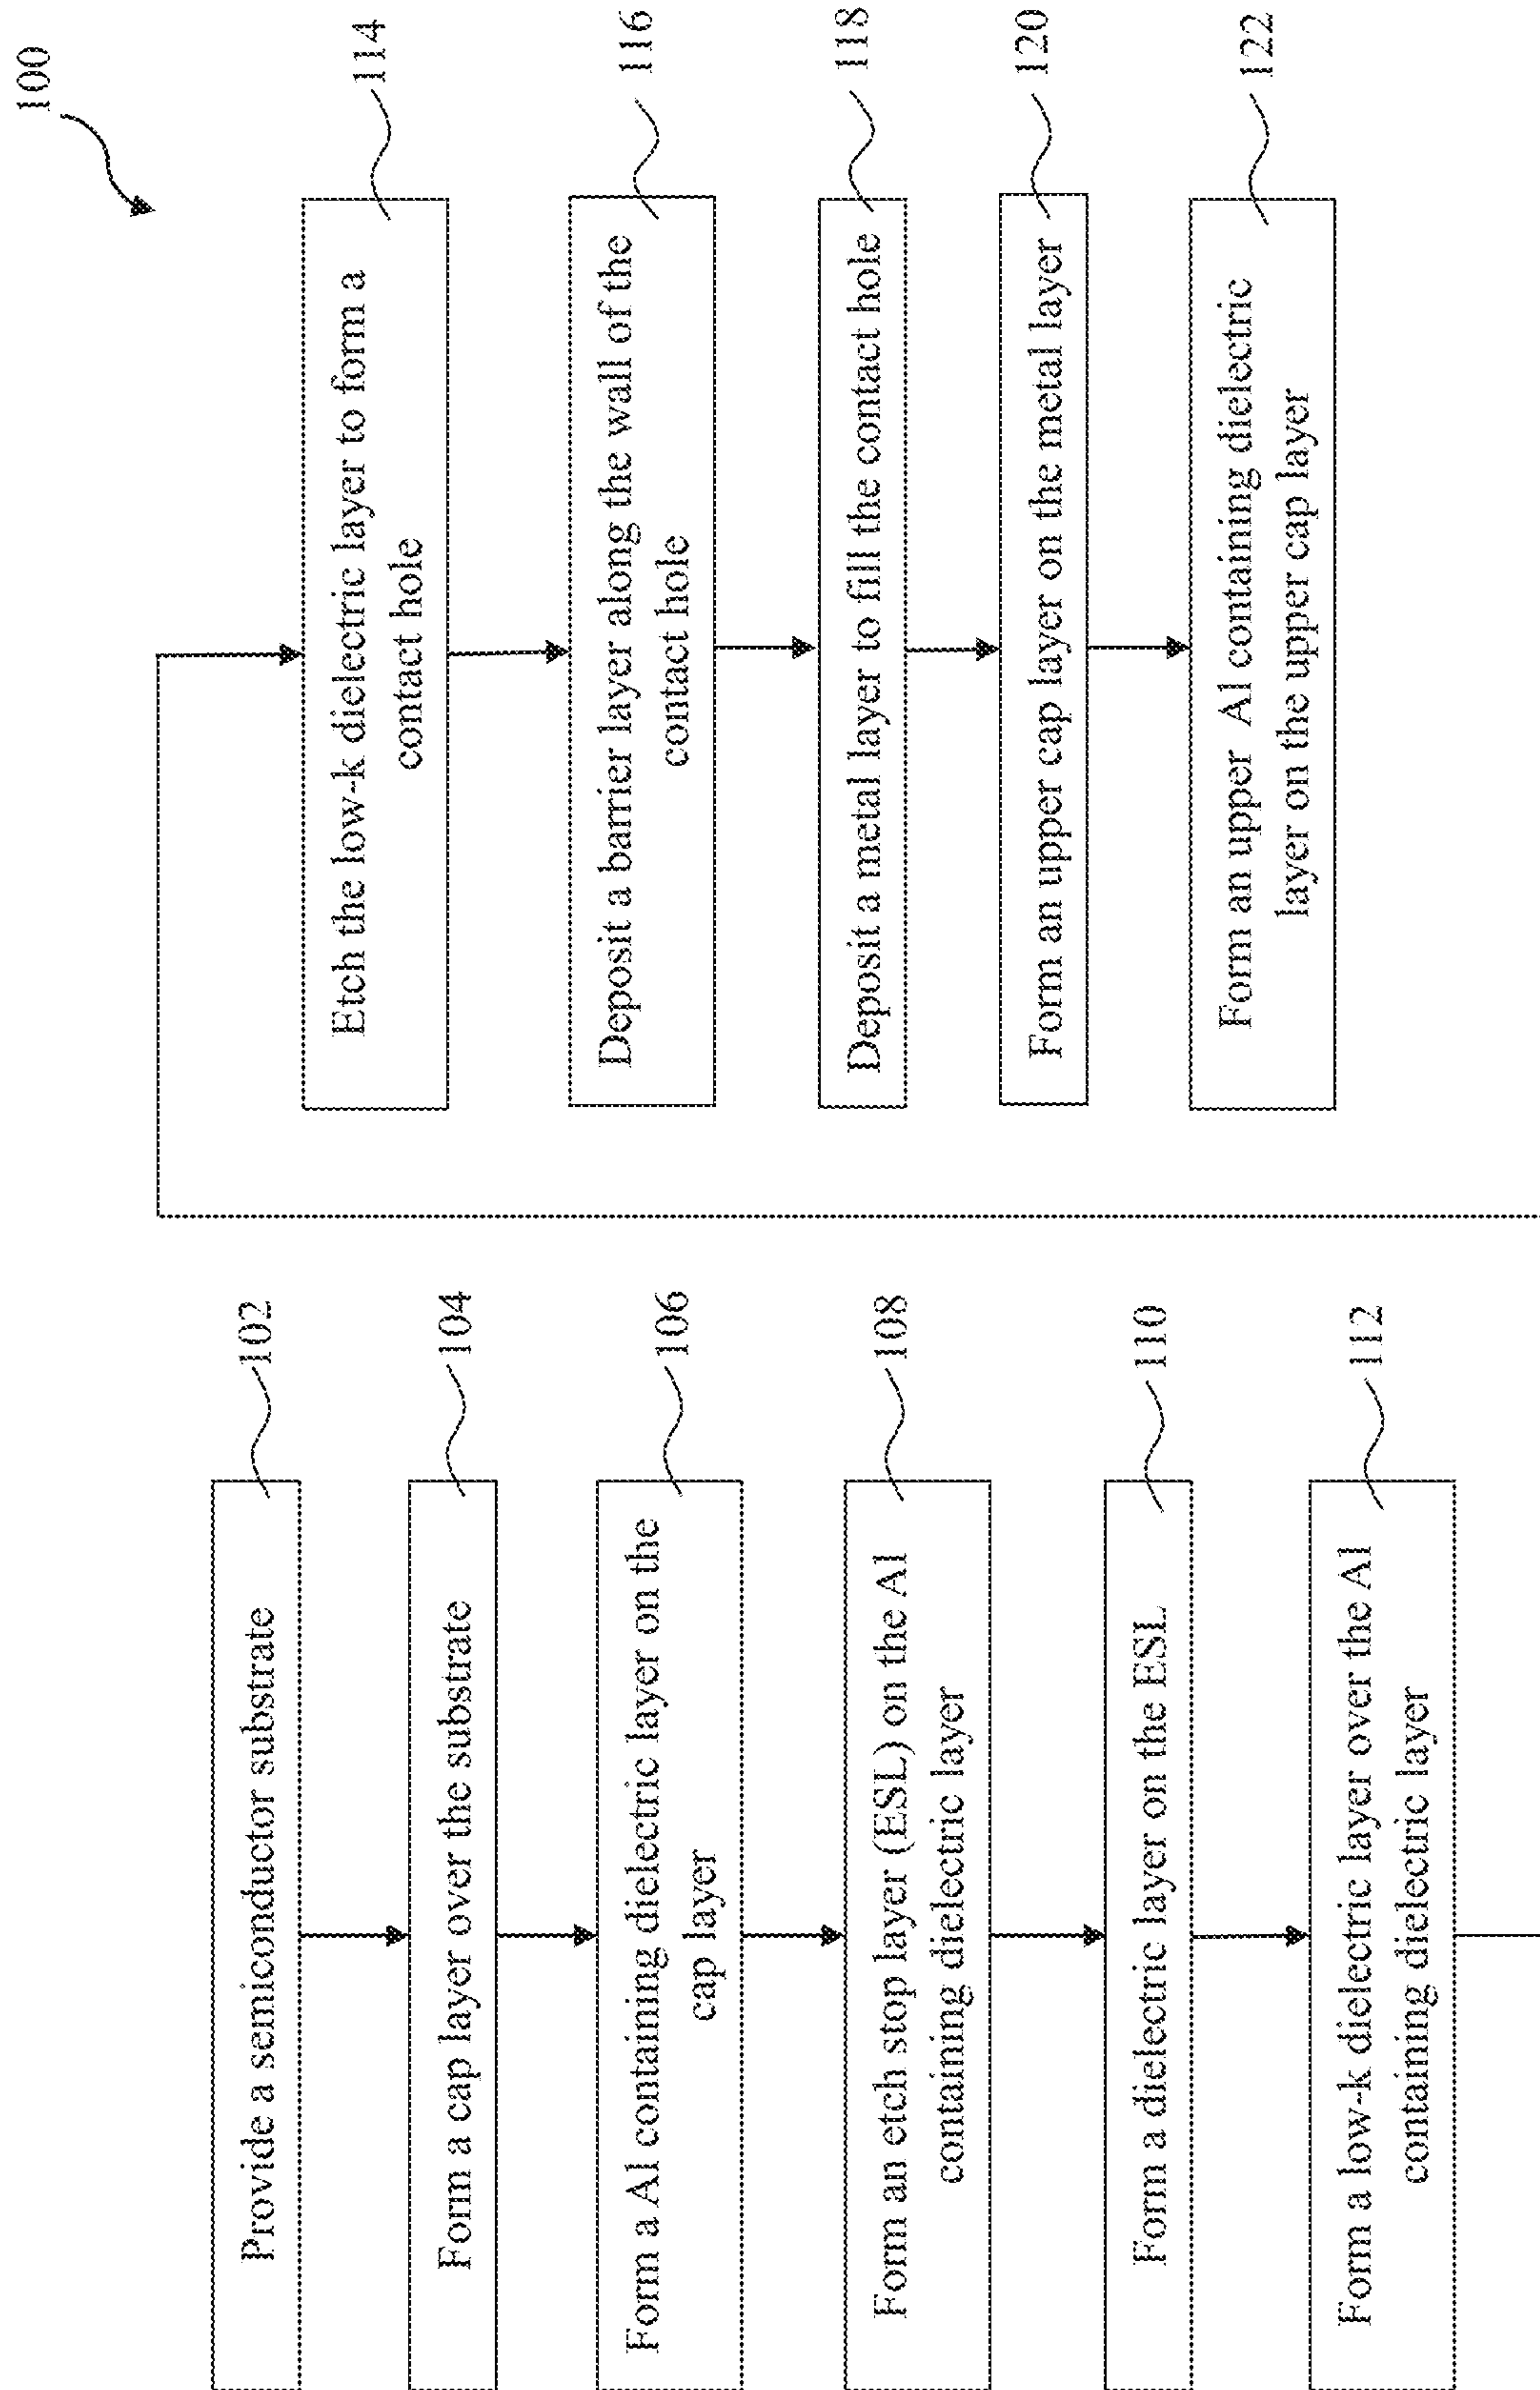 100
Provide a semiconductor substrate
102
Form a cap layer over the substrate
104
Form a Al containing dielectric layer on the
cap layer
106
Form an etch stop layer (ESL) on the Al
containing dielectric layer
108
Form a dielectric layer on the ESL
110
Form a low-k dielectric layer over the Al
containing dielectric layer
112
Etch the low-k dielectric layer to form a
contact hole
114
Deposit a barrier layer along the wall of the
contact hole
116
Deposit a metal layer to fill the contact hole
118
Form an upper cap layer on the metal layer
120
Form an upper Al containing dielectric
layer on the upper cap layer
122